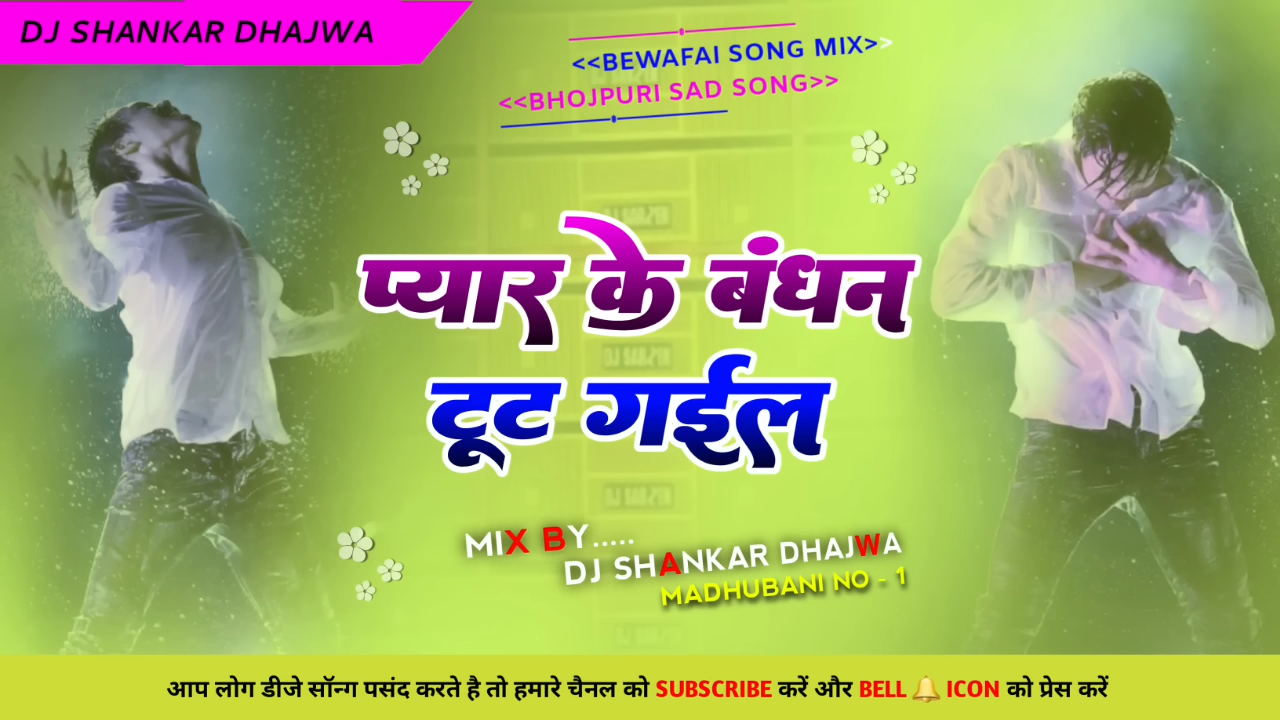 DJ SHANKAR DHAJWA
<<BEWAFAI SONG MIX>>
<<BHOJPURI SAD SONG>>
प्यार के बंधन
टूट गईल
MIX BY.....
DJ SHANKAR DHAJWA
MADHUBANI NO - 1
आप लोग डीजे सॉन्ग पसंद करते है तो हमारे चैनल को SUBSCRIBE करें और BELL🔔ICON को प्रेस करें